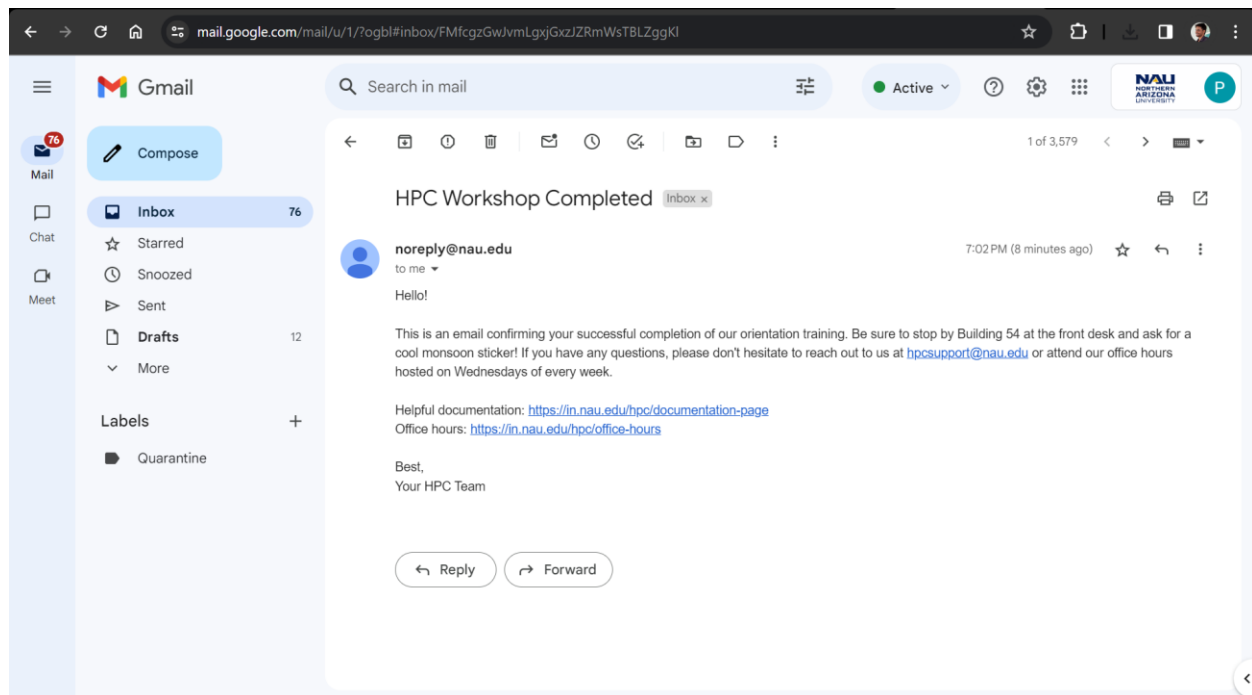 mail.google.com/mail/u/1/?ogbl#inbox/FMfcgzGwJvmLgxjGxzJZRmWsTBLZggKl
Gmail
Search in mail
Active
NAU
NORTHERN
ARIZONA
UNIVERSITY
P
76
Mail
Chat
Meet
Compose
Inbox 76
Starred
Snoozed
Sent
Drafts 12
More
Labels
Quarantine
1 of 3,579
HPC Workshop Completed Inbox x
noreply@nau.edu 7:02 PM (8 minutes ago)
to me
Hello!
This is an email confirming your successful completion of our orientation training. Be sure to stop by Building 54 at the front desk and ask for a
cool monsoon sticker! If you have any questions, please don't hesitate to reach out to us at hpcsupport@nau.edu or attend our office hours
hosted on Wednesdays of every week.
Helpful documentation: https://in.nau.edu/hpc/documentation-page
Office hours: https://in.nau.edu/hpc/office-hours
Best,
Your HPC Team
Reply
Forward